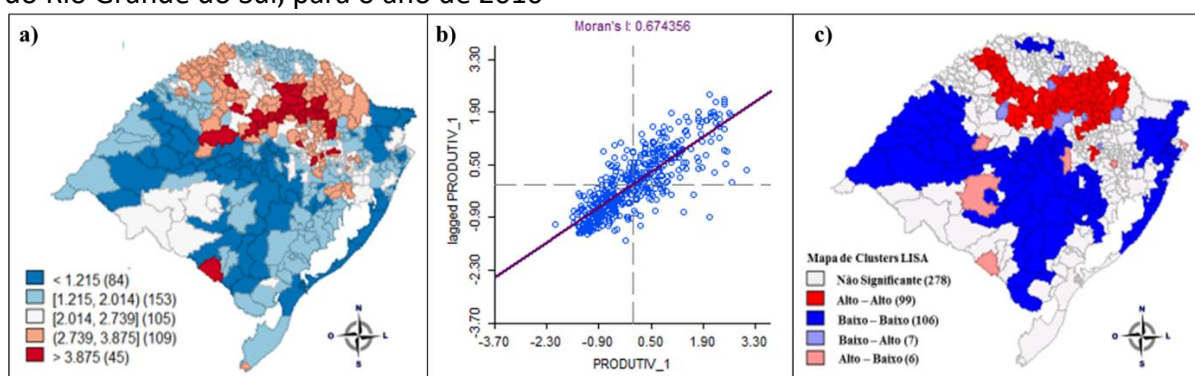 do Rio Grande do Sul, para o ano de 2010
a)
< 1.215 (84)
[1.215, 2.014) (153)
[2.014, 2.739] (105)
(2.739, 3.875] (109)
> 3.875 (45)
N
O L
S
b)
Moran's I: 0.674356
lagged PRODUTIV_1
3.30
1.90
0.50
-0.90
-2.30
-3.70
-3.70 -2.30 -0.90 0.50 1.90 3.30
PRODUTIV_1
c)
Mapa de Clusters LISA
Não Significante (278)
Alto – Alto (99)
Baixo – Baixo (106)
Baixo – Alto (7)
Alto – Baixo (6)
N
O L
S